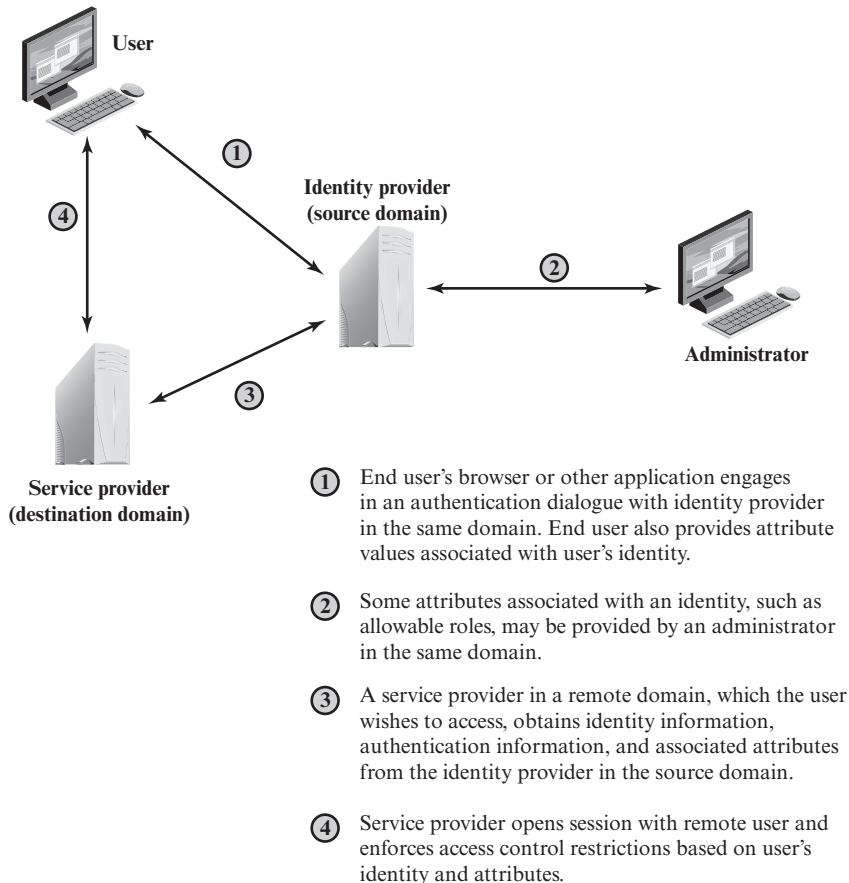 User
1
Identity provider
(source domain)
4
2
Administrator
3
Service provider
(destination domain)
1 End user’s browser or other application engages
in an authentication dialogue with identity provider
in the same domain. End user also provides attribute
values associated with user’s identity.
2 Some attributes associated with an identity, such as
allowable roles, may be provided by an administrator
in the same domain.
3 A service provider in a remote domain, which the user
wishes to access, obtains identity information,
authentication information, and associated attributes
from the identity provider in the source domain.
4 Service provider opens session with remote user and
enforces access control restrictions based on user’s
identity and attributes.